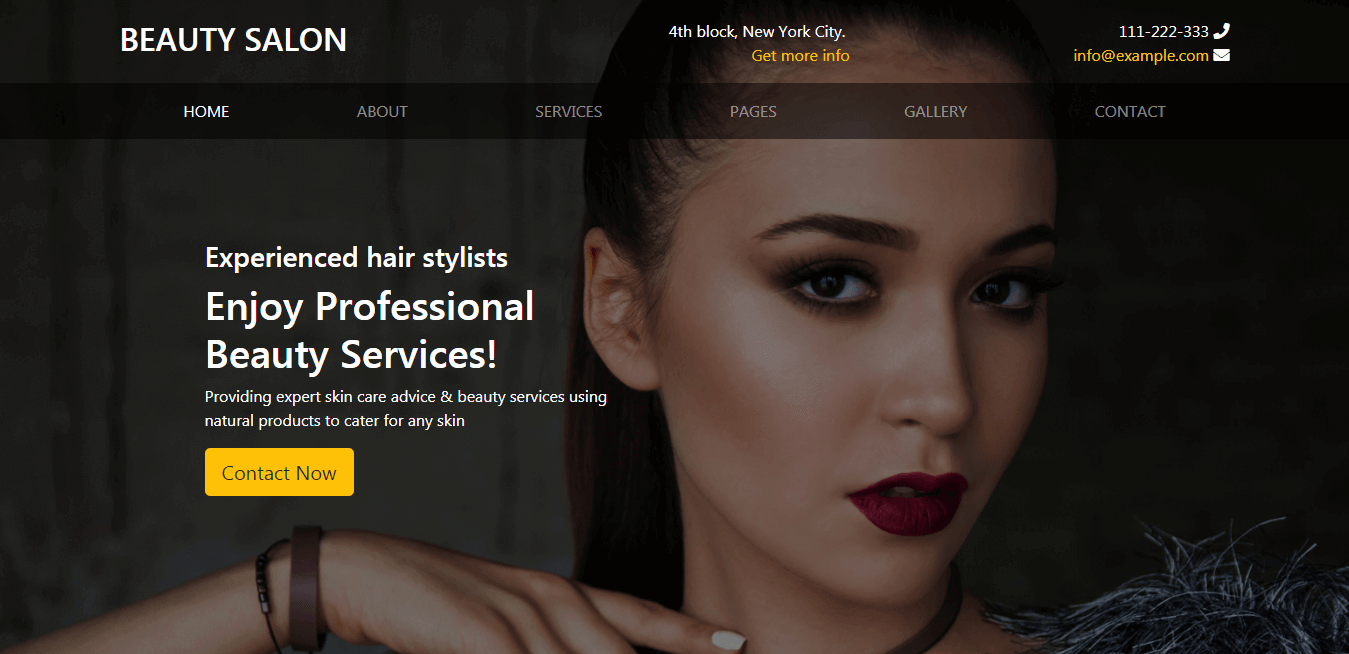 BEAUTY SALON
4th block, New York City.
Get more info
111-222-333
info@example.com
HOME ABOUT SERVICES PAGES GALLERY CONTACT
Experienced hair stylists
Enjoy Professional
Beauty Services!
Providing expert skin care advice & beauty services using
natural products to cater for any skin
Contact Now